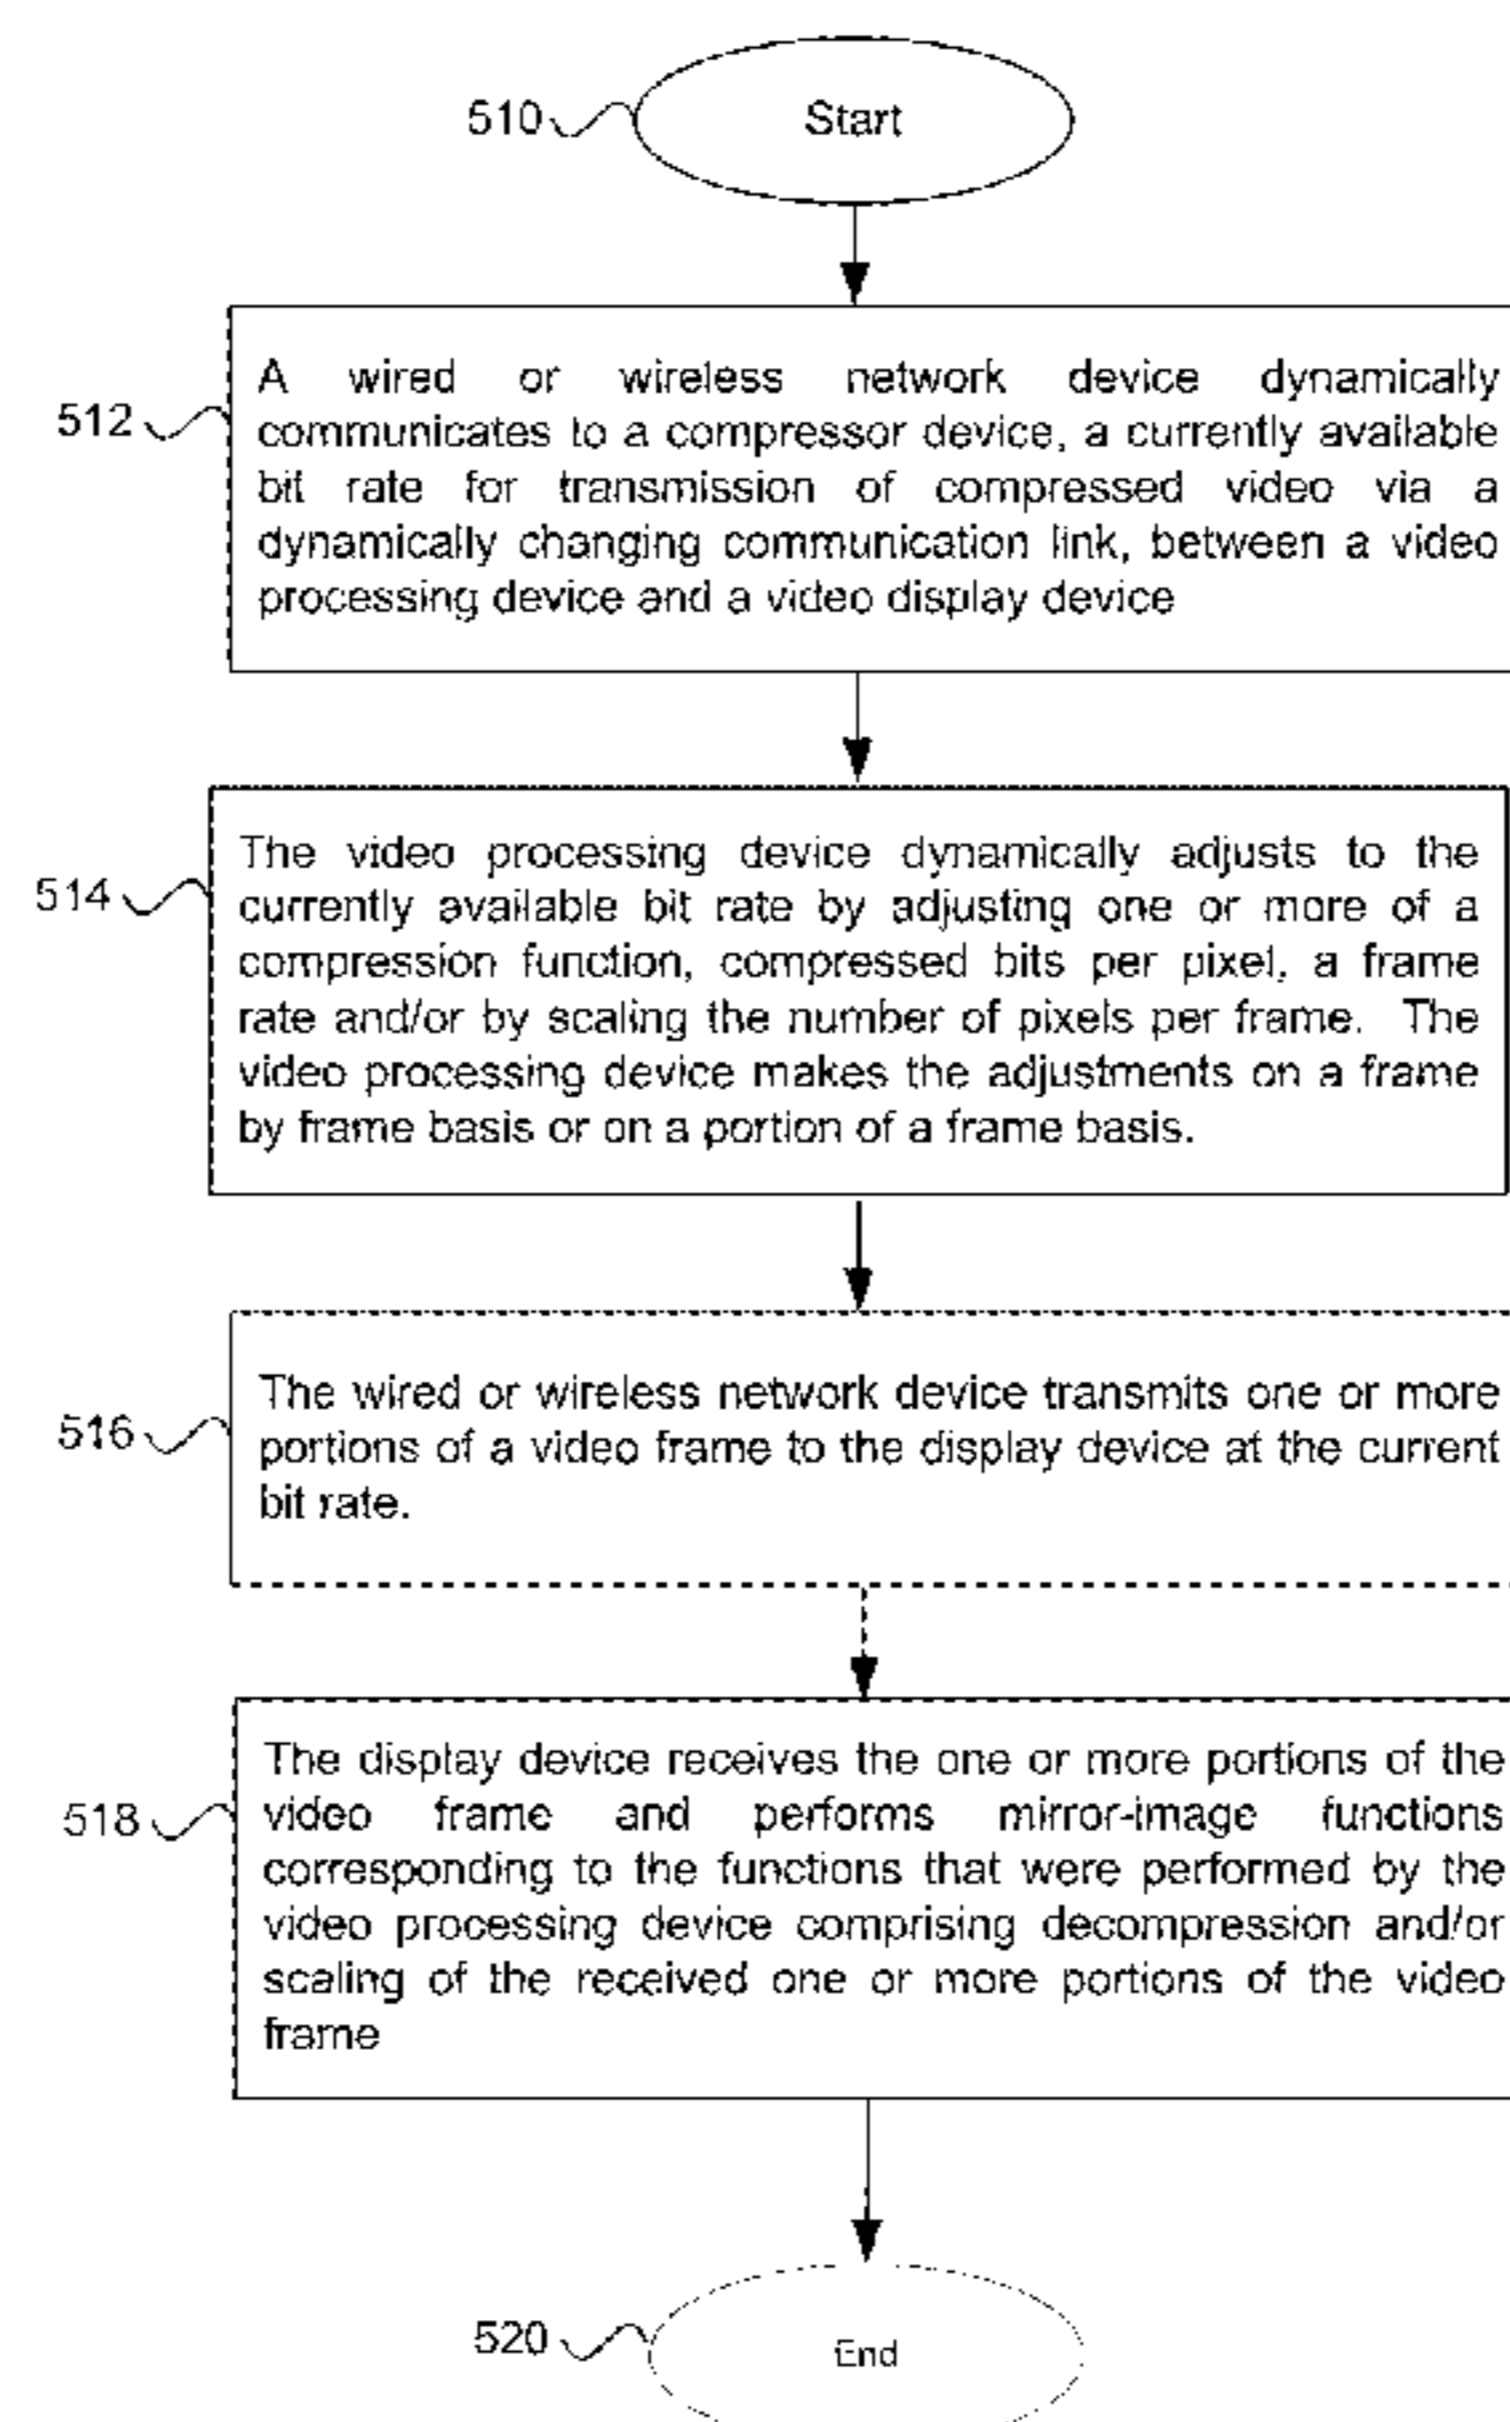 510
Start
512
A wired or wireless network device dynamically
communicates to a compressor device, a currently available
bit rate for transmission of compressed video via a
dynamically changing communication link, between a video
processing device and a video display device
514
The video processing device dynamically adjusts to the
currently available bit rate by adjusting one or more of a
compression function, compressed bits per pixel, a frame
rate and/or by scaling the number of pixels per frame. The
video processing device makes the adjustments on a frame
by frame basis or on a portion of a frame basis.
516
The wired or wireless network device transmits one or more
portions of a video frame to the display device at the current
bit rate.
518
The display device receives the one or more portions of the
video frame and performs mirror-image functions
corresponding to the functions that were performed by the
video processing device comprising decompression and/or
scaling of the received one or more portions of the video
frame
520
End